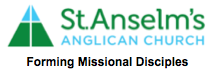 St.Anselm's
ANGLICAN CHURCH
Forming Missional Disciples